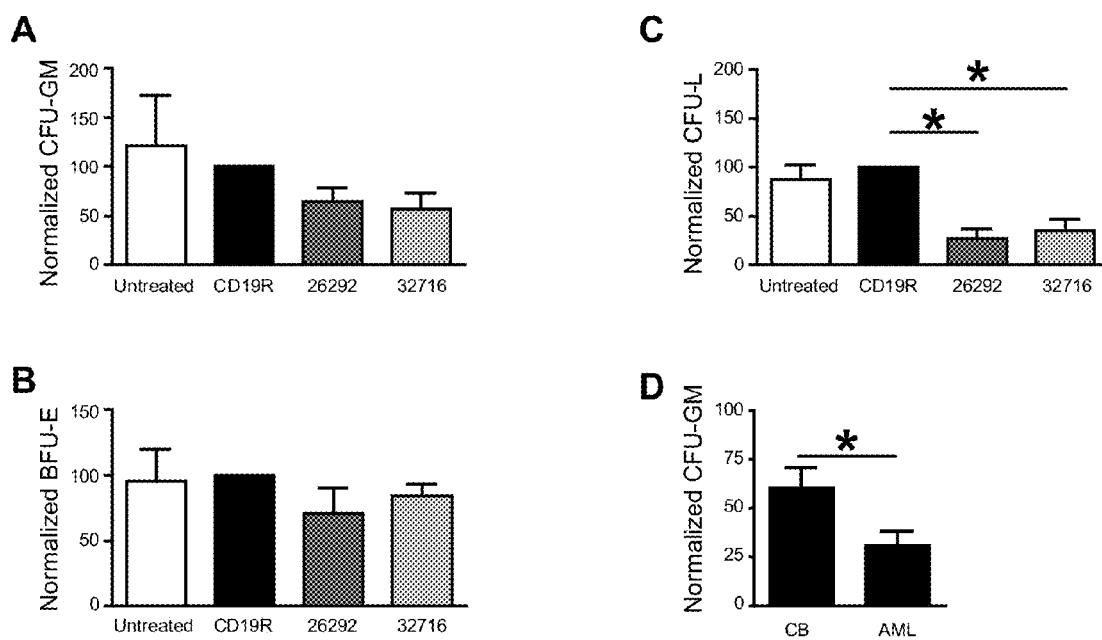 A
Normalized CFU-GM
200
150
100
50
0
Untreated CD19R 26292 32716
B
Normalized BFU-E
150
100
50
0
Untreated CD19R 26292 32716
C
Normalized CFU-L
200
150
100
50
0
* 
*
Untreated CD19R 26292 32716
D
Normalized CFU-GM
100
75
50
25
0
*
CB AML